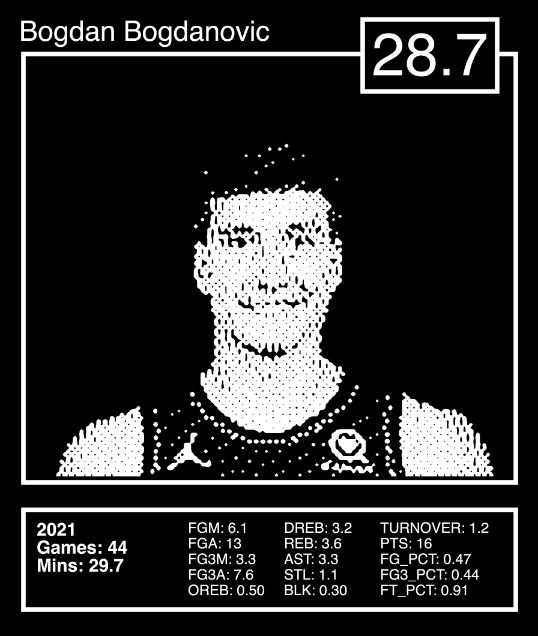 Bogdan Bogdanovic
28.7
2021
Games: 44
Mins: 29.7
FGM: 6.1
FGA: 13
FG3M: 3.3
FG3A: 7.6
OREB: 0.50
DREB: 3.2
REB: 3.6
AST: 3.3
STL: 1.1
BLK: 0.30
TURNOVER: 1.2
PTS: 16
FG_PCT: 0.47
FG3_PCT: 0.44
FT_PCT: 0.91